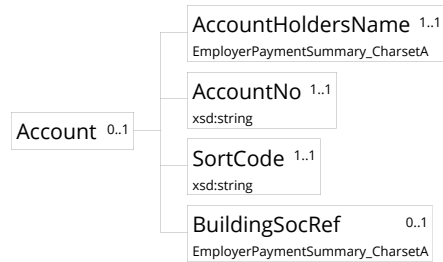 AccountHoldersName 1..1
EmployerPaymentSummary_CharsetA
AccountNo 1..1
xsd:string
Account 0..1
SortCode 1..1
xsd:string
BuildingSocRef 0..1
EmployerPaymentSummary_CharsetA